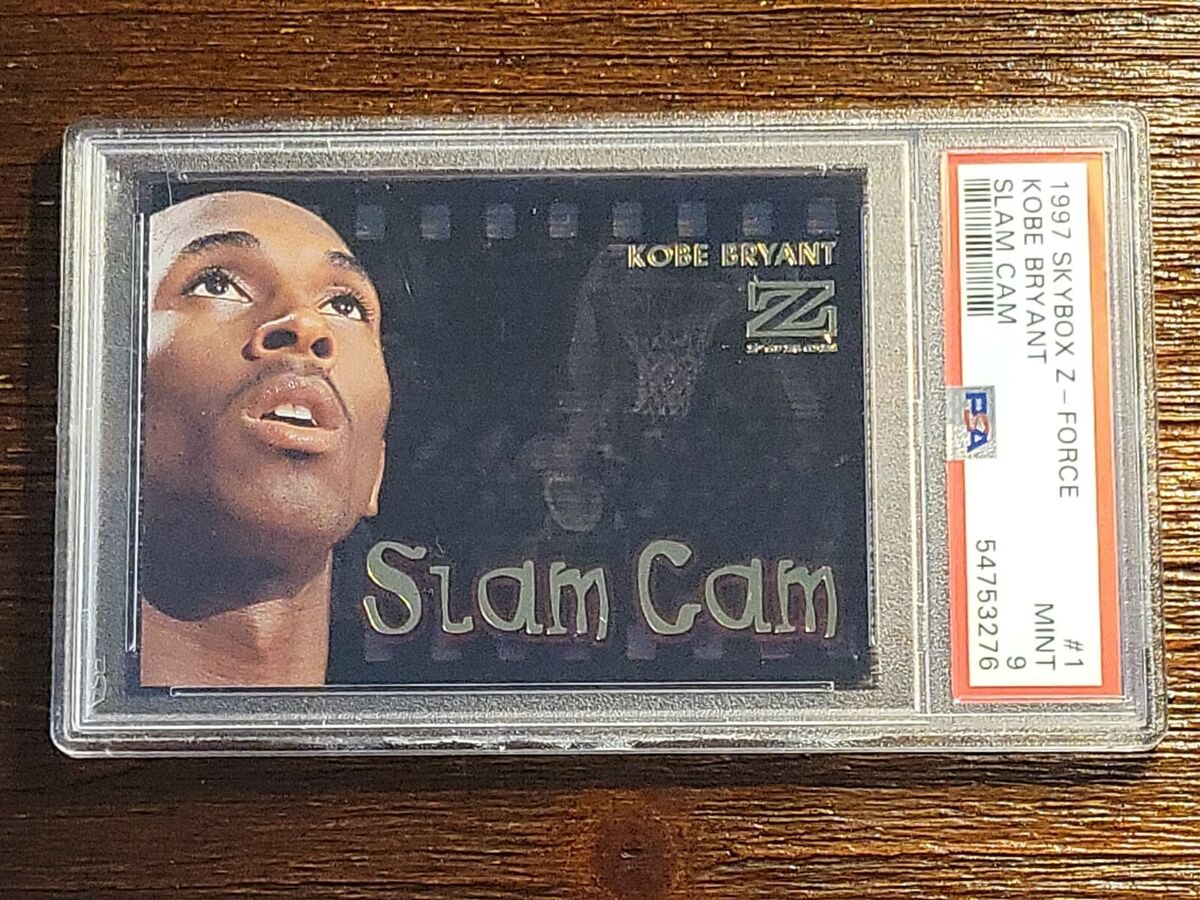 KOBE BRYANT
Z
Slam Cam
1997 SKYBOX Z - FORCE #1
KOBE BRYANT MINT
SLAM CAM 9
54753276
PSA